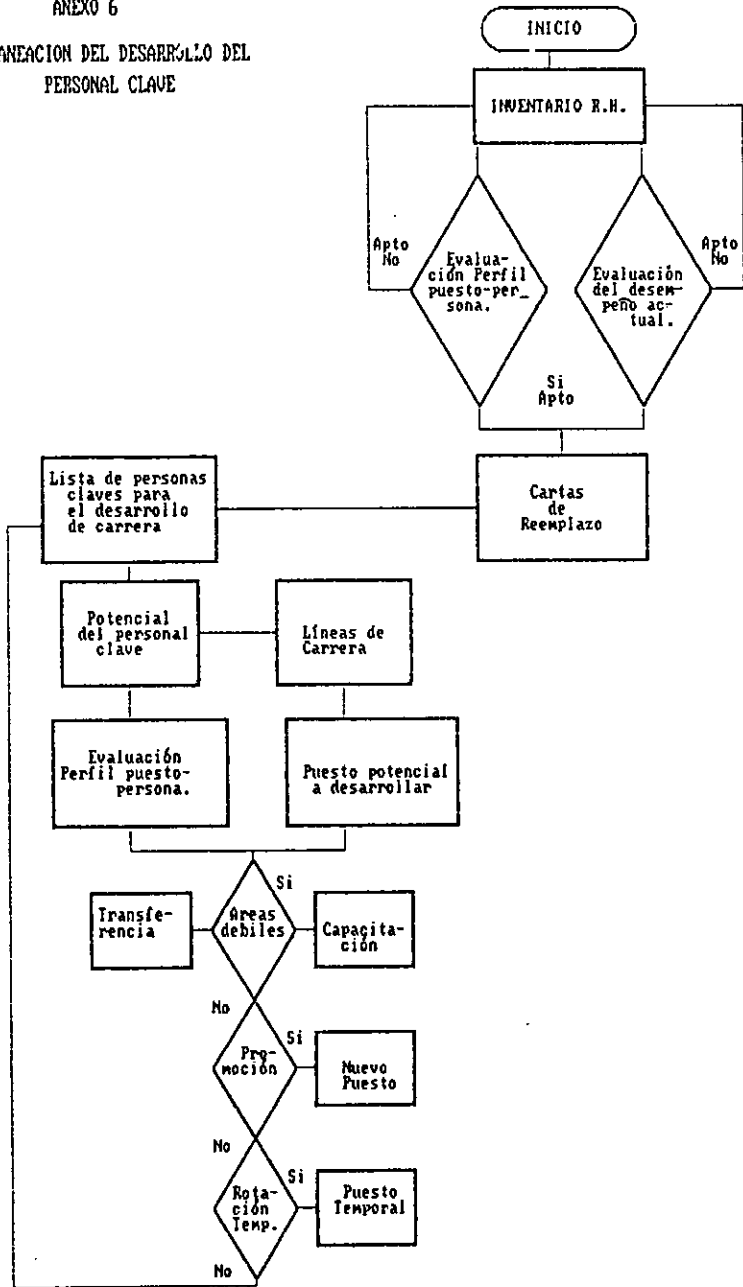 ANEXO 6
ANEACION DEL DESARROLLO DEL
PERSONAL CLAVE
INICIO
INVENTARIO R.H.
Apto
No
Evalua-
ción Perfil
puesto-per_
sona.
Evaluación
del desem-
peño ac-
tual.
Apto
No
Si
Apto
Lista de personas
claves para
el desarrollo
de carrera
Cartas
de
Reemplazo
Potencial
del personal
clave
Líneas de
Carrera
Evaluación
Perfil puesto-
persona.
Puesto potencial
a desarrollar
Si
Transfe-
rencia
Areas
debiles
Capacita-
ción
No
Si
Pro-
moción
Nuevo
Puesto
No
Si
Rota-
ción
Temp.
Puesto
Temporal
No